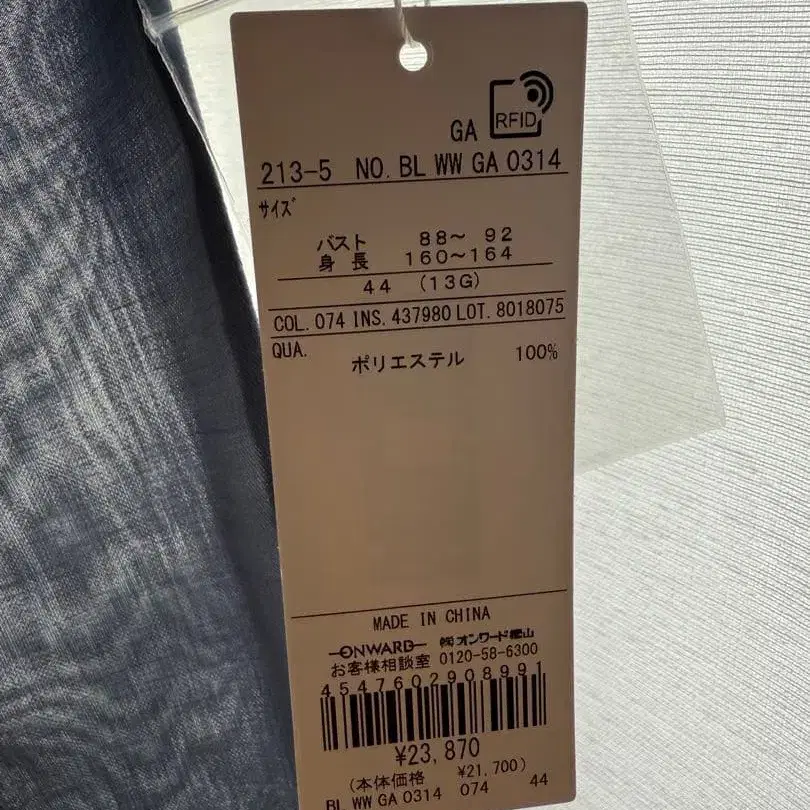 GA RFID
213-5 NO. BL WW GA 0314
サイズ
バスト 88～ 92
身長 160～164
44 (13G)
COL. 074 INS. 437980 LOT. 8018075
QUA.
ポリエステル 100%
MADE IN CHINA
ONWARD ㈱オンワード樫山
お客様相談室 0120-58-6300
4547602908991
¥23,870
(本体価格 ¥21,700)
BL WW GA 0314 074 44